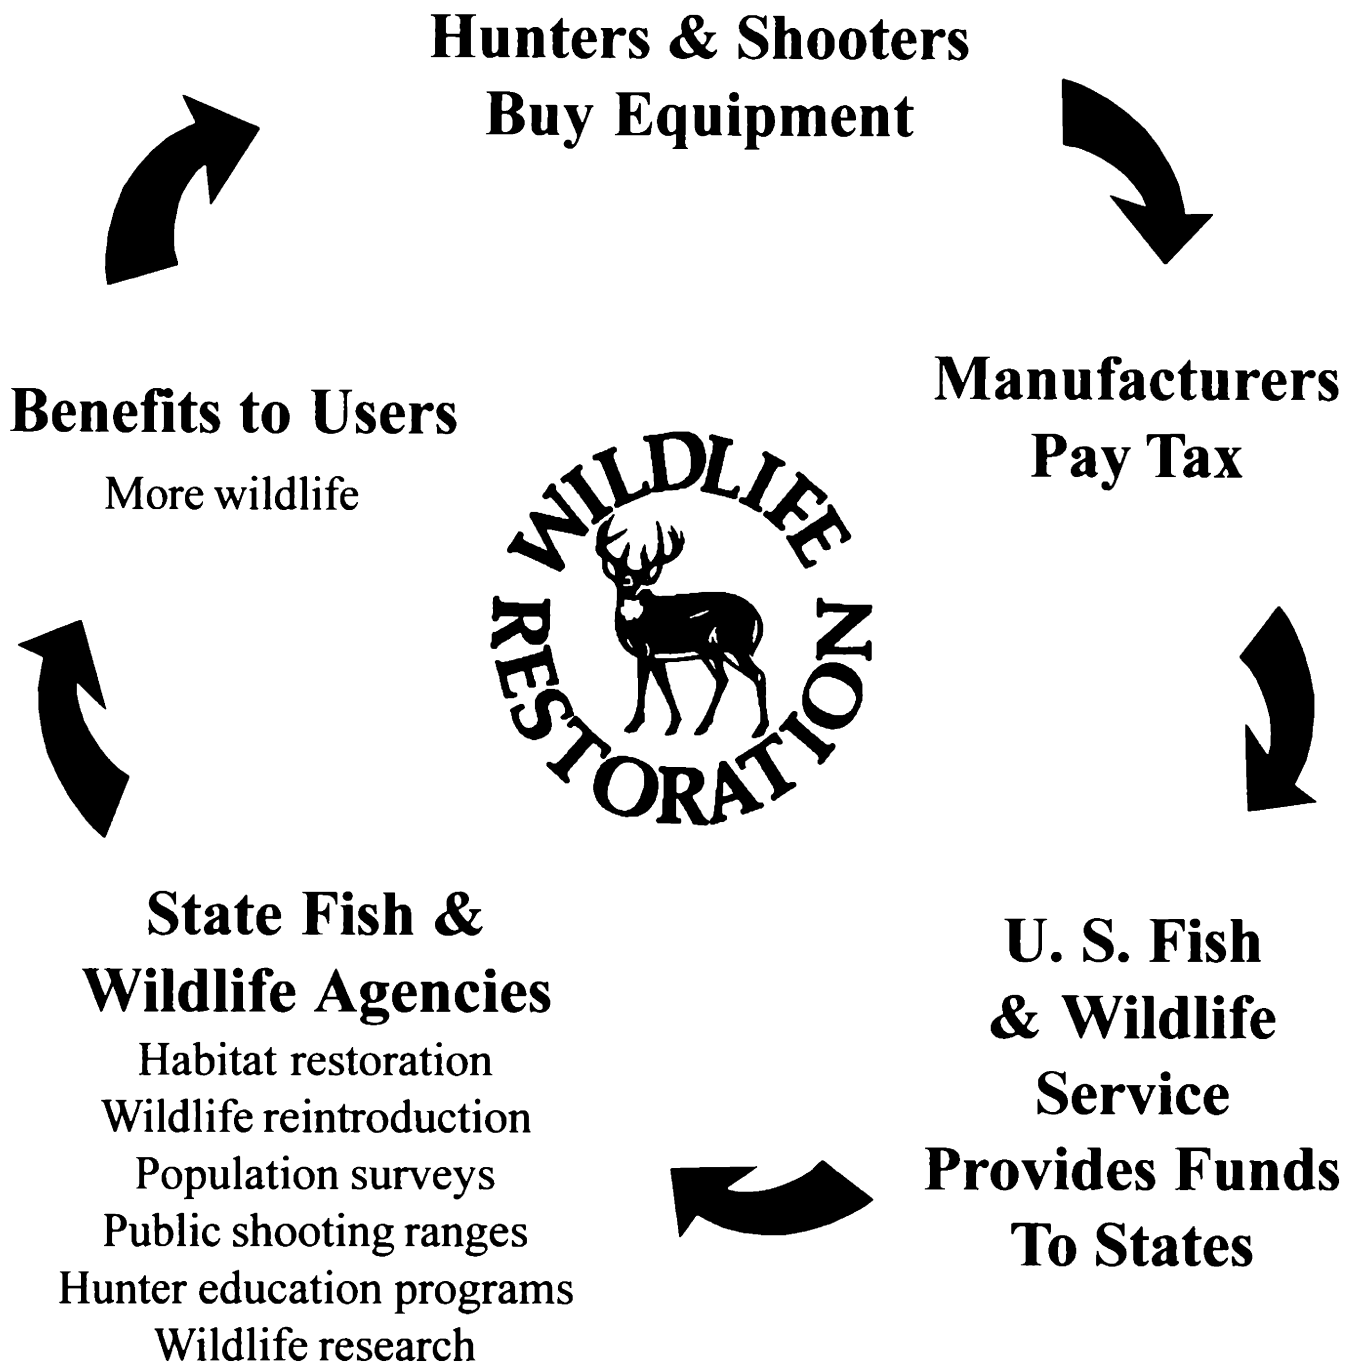 Hunters & Shooters
Buy Equipment
Manufacturers
Pay Tax
Benefits to Users
More wildlife
WILDLIFE
RESTORATION
U. S. Fish
& Wildlife
Service
Provides Funds
To States
State Fish &
Wildlife Agencies
Habitat restoration
Wildlife reintroduction
Population surveys
Public shooting ranges
Hunter education programs
Wildlife research